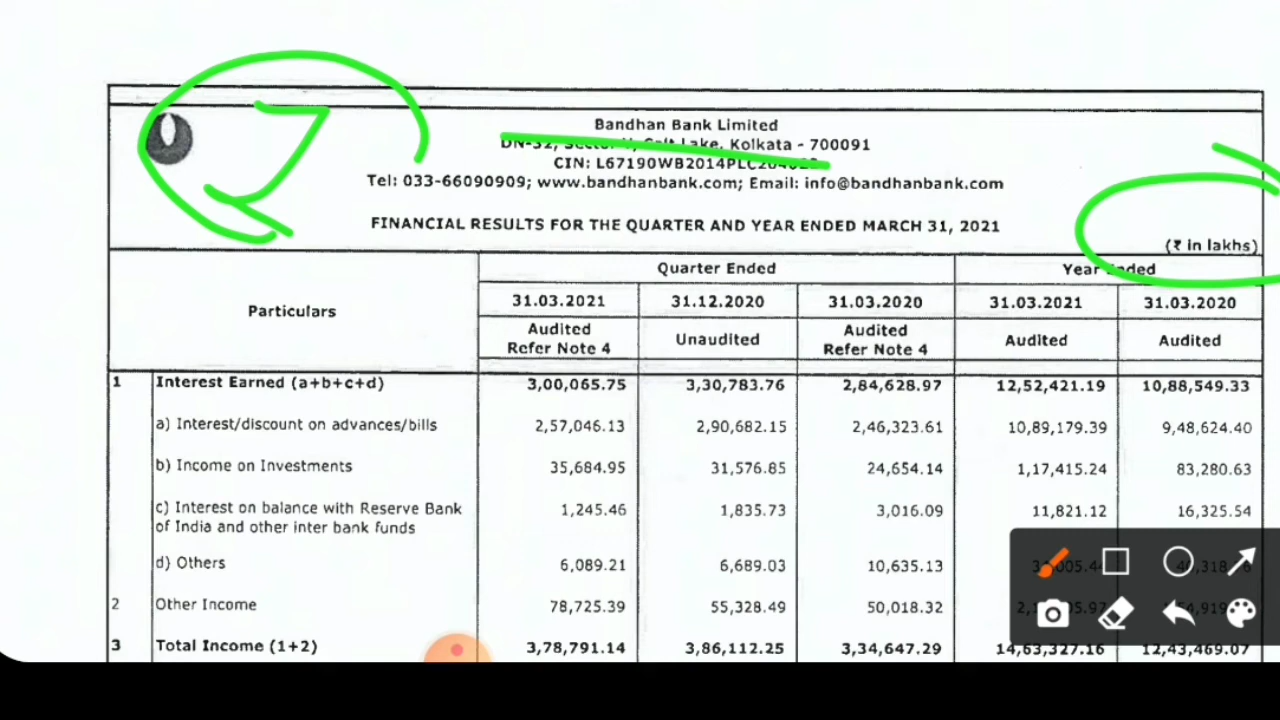 Bandhan Bank Limited
Lake, Kolkata - 700091
CIN: L67190WB2014PLC
Tel: 033-66090909; www.bandhanbank.com; Email: info@bandhanbank.com
FINANCIAL RESULTS FOR THE QUARTER AND YEAR ENDED MARCH 31, 2021
(₹ in lakhs)
Particulars Quarter Ended Year Ended
31.03.2021 31.12.2020 31.03.2020 31.03.2021 31.03.2020
Audited Refer Note 4 Unaudited Audited Refer Note 4 Audited Audited
1 Interest Earned (a+b+c+d) 3,00,065.75 3,30,783.76 2,84,628.97 12,52,421.19 10,88,549.33
a) Interest/discount on advances/bills 2,57,046.13 2,90,682.15 2,46,323.61 10,89,179.39 9,48,624.40
b) Income on Investments 35,684.95 31,576.85 24,654.14 1,17,415.24 83,280.63
c) Interest on balance with Reserve Bank
of India and other inter bank funds 1,245.46 1,835.73 3,016.09 11,821.12 16,325.54
d) Others 6,089.21 6,689.03 10,635.13
2 Other Income 78,725.39 55,328.49 50,018.32
3 Total Income (1+2) 3,78,791.14 3,86,112.25 3,34,647.29 14,63,327.16 12,43,469.07